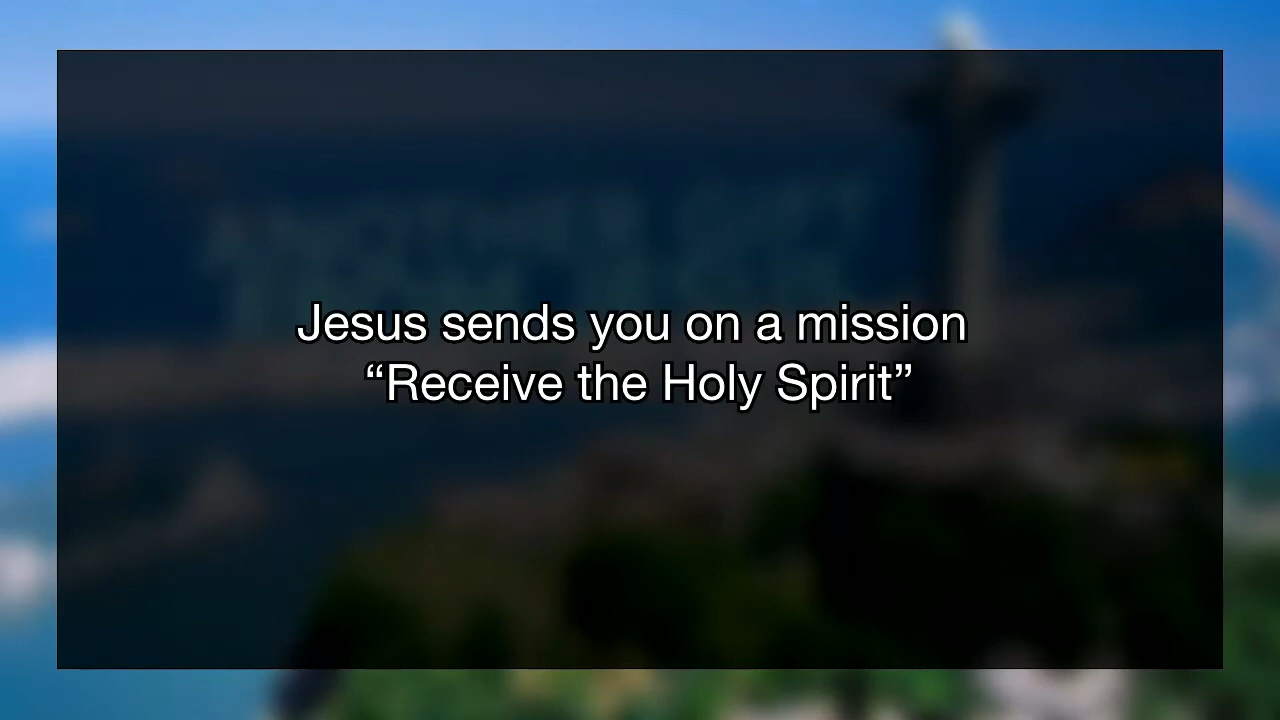 Jesus sends you on a mission
“Receive the Holy Spirit”